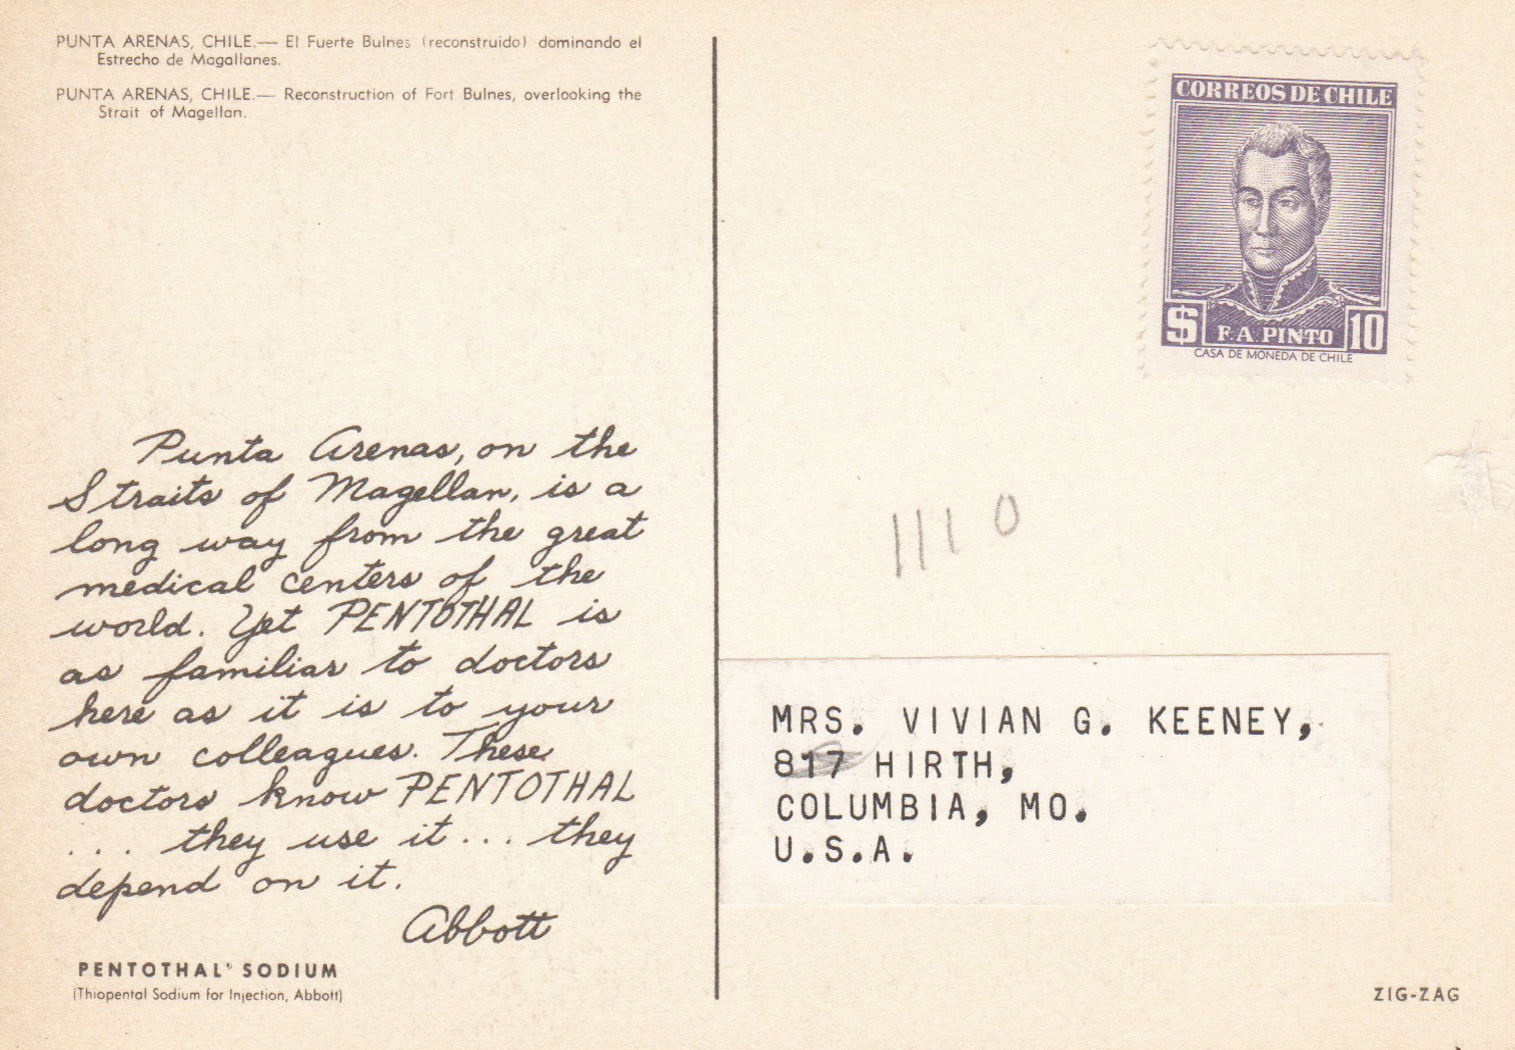 PUNTA ARENAS, CHILE.— El Fuerte Bulnes (reconstruido) dominando el
Estrecho de Magallanes.
PUNTA ARENAS, CHILE.— Reconstruction of Fort Bulnes, overlooking the
Strait of Magellan.
Punta Arenas, on the
Straits of Magellan, is a
long way from the great
medical centers of the
world. Yet PENTOTHAL is
as familiar to doctors
here as it is to your
own colleagues. These
doctors know PENTOTHAL
... they use it... they
depend on it.
Abbott
PENTOTHAL® SODIUM
(Thiopental Sodium for Injection, Abbott)
CORREOS DE CHILE
$ F. A. PINTO 10
CASA DE MONEDA DE CHILE
1110
MRS. VIVIAN G. KEENEY,
817 HIRTH,
COLUMBIA, MO.
U.S.A.
ZIG-ZAG